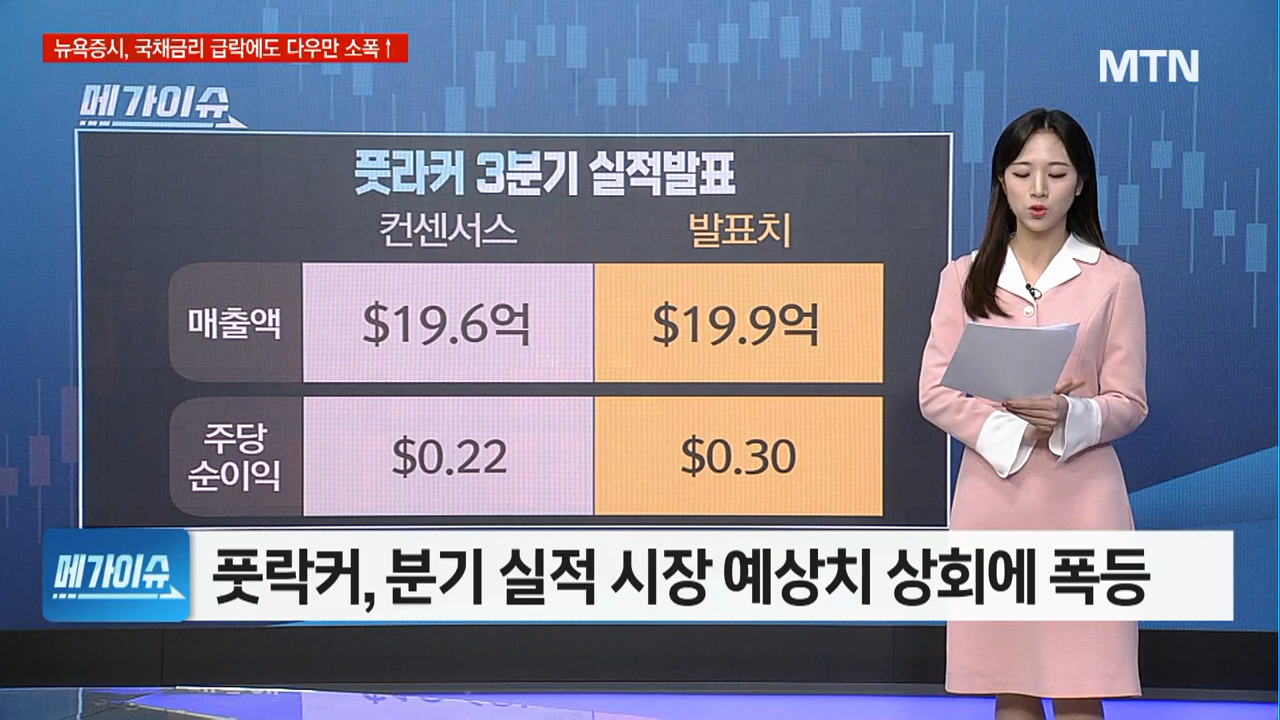 뉴욕증시, 국채금리 급락에도 다우만 소폭↑
MTN
메가이슈
풋라커 3분기 실적발표
컨센서스 발표치
매출액 $19.6억 $19.9억
주당
순이익 $0.22 $0.30
메가이슈
풋락커, 분기 실적 시장 예상치 상회에 폭등